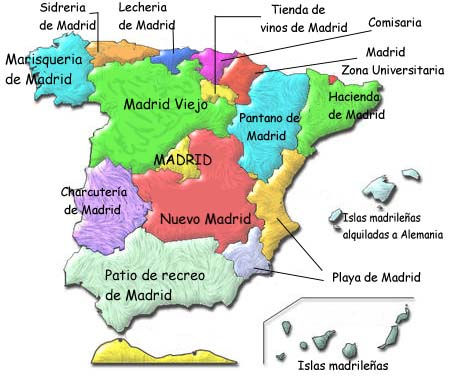 Sidreria
de Madrid
Lecheria
de Madrid
Tienda de
vinos de Madrid
Comisaria
Madrid
Zona Universitaria
Marisqueria
de Madrid
Madrid Viejo
Pantano de
Madrid
Hacienda
de Madrid
MADRID
Charcutería
de Madrid
Nuevo Madrid
Islas madrileñas
alquiladas a Alemania
Patio de recreo
de Madrid
Playa de Madrid
Islas madrileñas